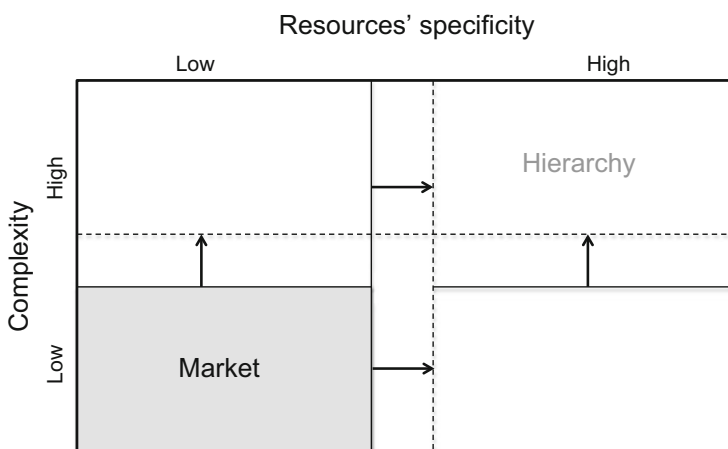 Resources’ specificity
Low
High
High
Hierarchy
Complexity
Low
Market